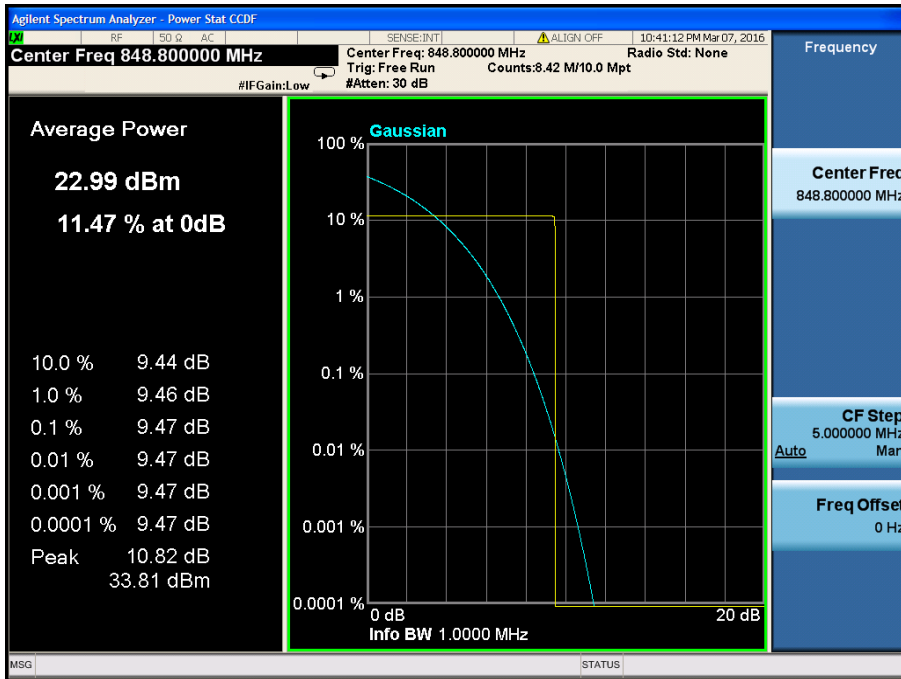 Agilent Spectrum Analyzer - Power Stat CCDF
LXI RF 50 Ω AC SENSE:INT ALIGN OFF 10:41:12 PM Mar 07, 2016
Center Freq 848.800000 MHz
Center Freq: 848.800000 MHz Radio Std: None
Trig: Free Run Counts:8.42 M/10.0 Mpt
#IFGain:Low #Atten: 30 dB
Frequency
Average Power
22.99 dBm
11.47 % at 0dB
10.0 % 9.44 dB
1.0 % 9.46 dB
0.1 % 9.47 dB
0.01 % 9.47 dB
0.001 % 9.47 dB
0.0001 % 9.47 dB
Peak 10.82 dB
33.81 dBm
Gaussian
100 %
10 %
1 %
0.1 %
0.01 %
0.001 %
0.0001 %
0 dB 20 dB
Info BW 1.0000 MHz
Center Freq
848.800000 MHz
CF Step
5.000000 MHz
Auto Man
Freq Offset
0 Hz
MSG STATUS